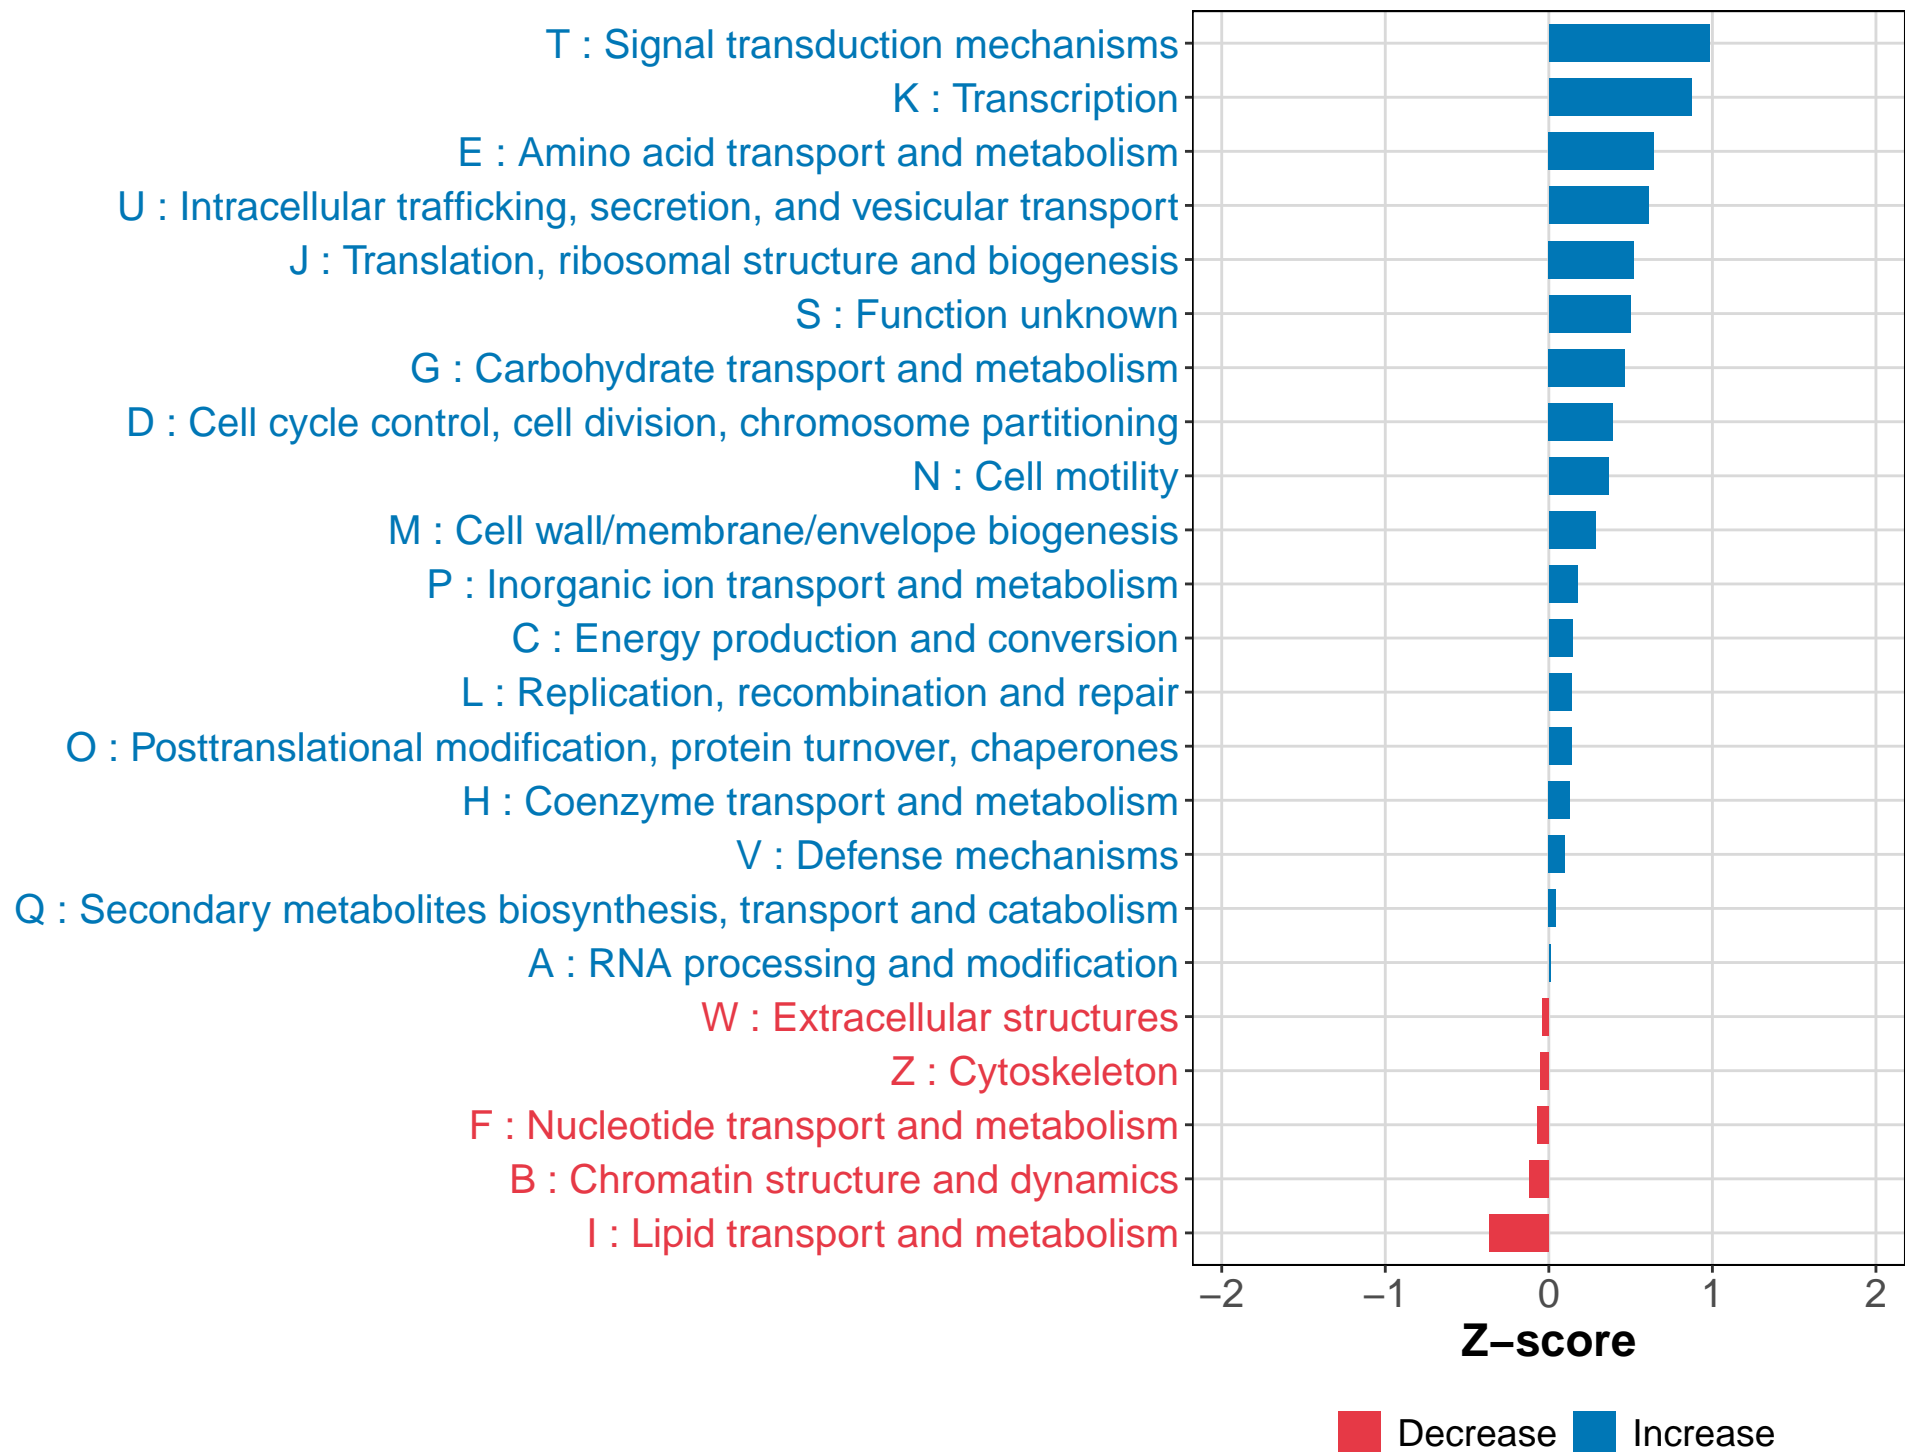 T : Signal transduction mechanisms
K : Transcription
E : Amino acid transport and metabolism
U : Intracellular trafficking, secretion, and vesicular transport
J : Translation, ribosomal structure and biogenesis
S : Function unknown
G : Carbohydrate transport and metabolism
D : Cell cycle control, cell division, chromosome partitioning
N : Cell motility
M : Cell wall/membrane/envelope biogenesis
P : Inorganic ion transport and metabolism
C : Energy production and conversion
L : Replication, recombination and repair
O : Posttranslational modification, protein turnover, chaperones
H : Coenzyme transport and metabolism
V : Defense mechanisms
Q : Secondary metabolites biosynthesis, transport and catabolism
A : RNA processing and modification
W : Extracellular structures
Z : Cytoskeleton
F : Nucleotide transport and metabolism
B : Chromatin structure and dynamics
I : Lipid transport and metabolism
−2 −1 0 1 2
Z−score
Decrease Increase